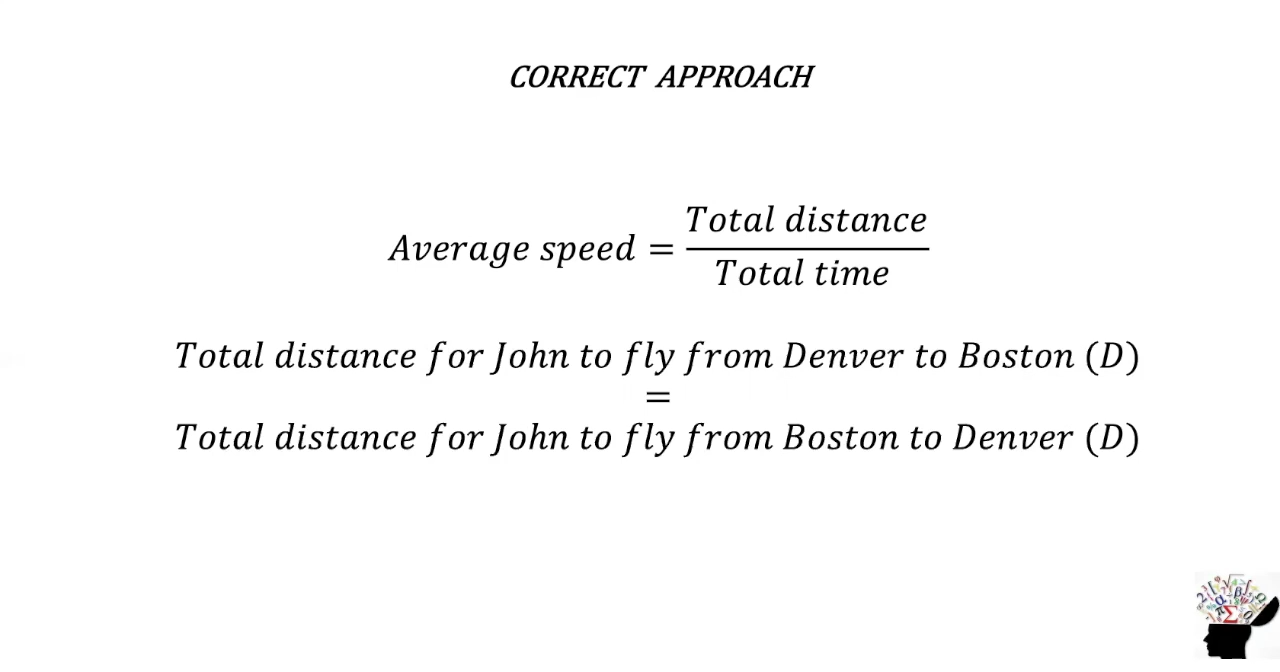 CORRECT APPROACH
Average speed = Total distance / Total time
Total distance for John to fly from Denver to Boston (D)
=
Total distance for John to fly from Boston to Denver (D)